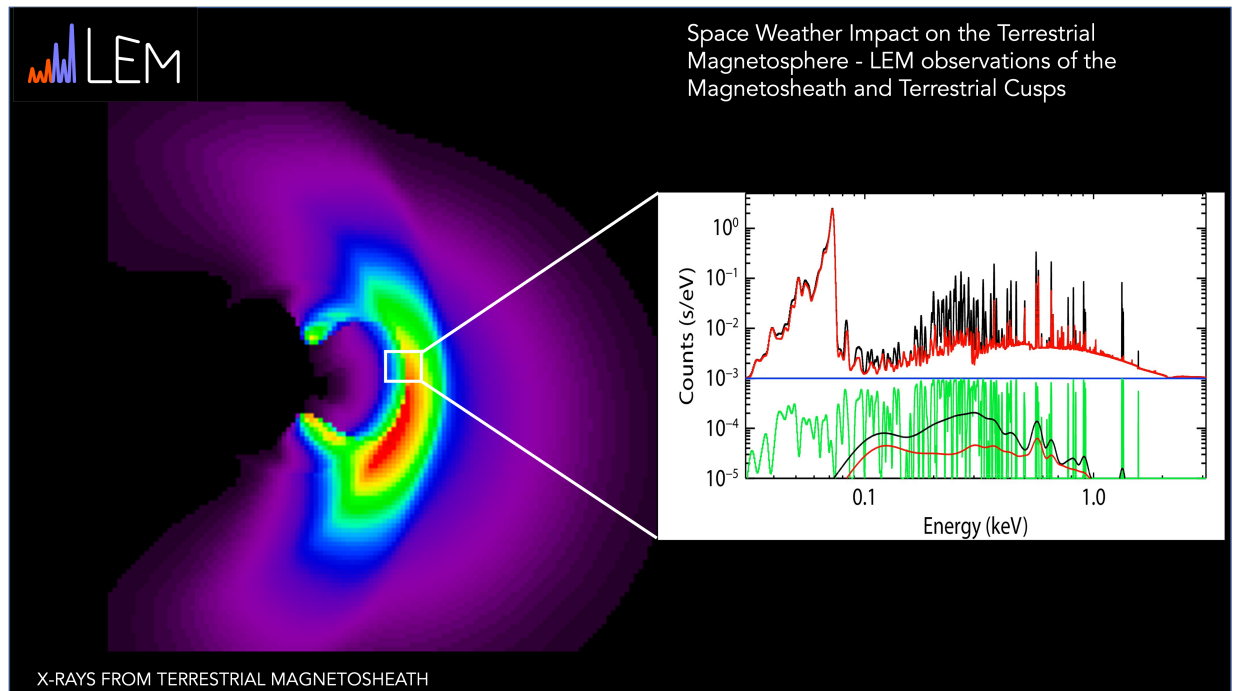 LEM
Space Weather Impact on the Terrestrial
Magnetosphere - LEM observations of the
Magnetosheath and Terrestrial Cusps
Counts (s/eV)
10⁰
10⁻¹
10⁻²
10⁻³
10⁻⁴
10⁻⁵
0.1 1.0
Energy (keV)
X-RAYS FROM TERRESTRIAL MAGNETOSHEATH